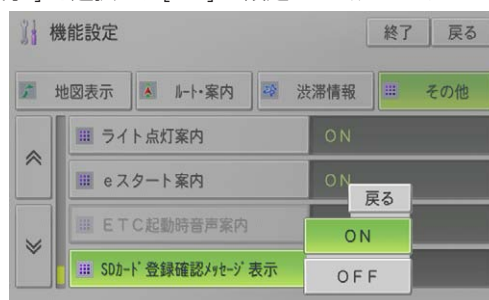 機能設定
終了
戻る
地図表示
ルート・案内
渋滞情報
その他
ライト点灯案内
ON
eスタート案内
ON
戻る
ETC起動時音声案内
ON
SDカード登録確認メッセージ表示
OFF